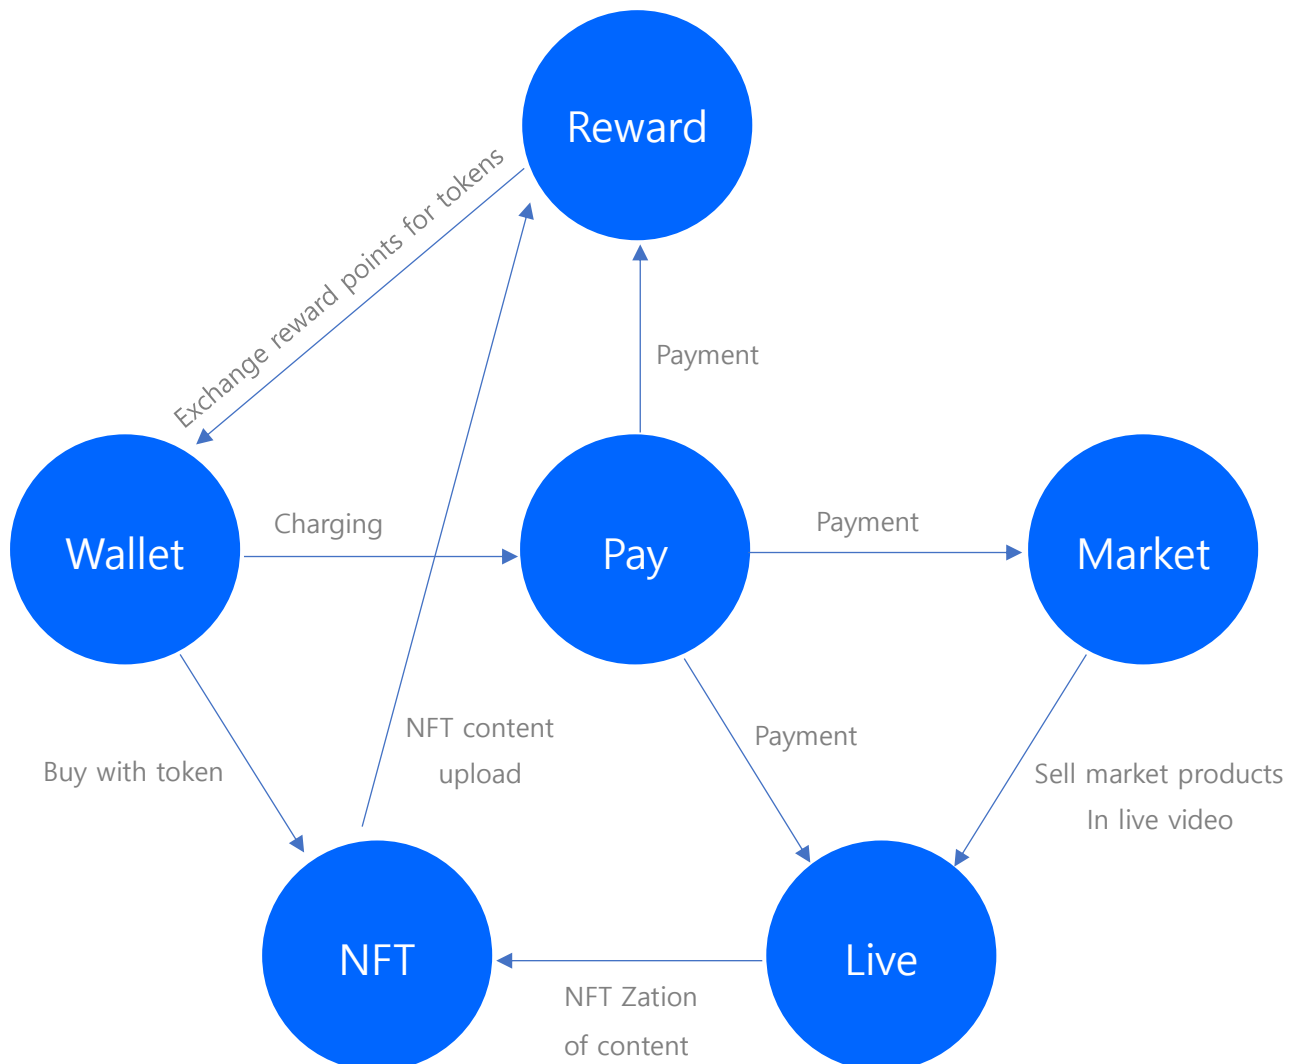 Reward
Exchange reward points for tokens
Payment
Wallet
Charging
Pay
Payment
Market
NFT content
upload
Buy with token
Payment
Sell market products
In live video
NFT
Live
NFT Zation
of content